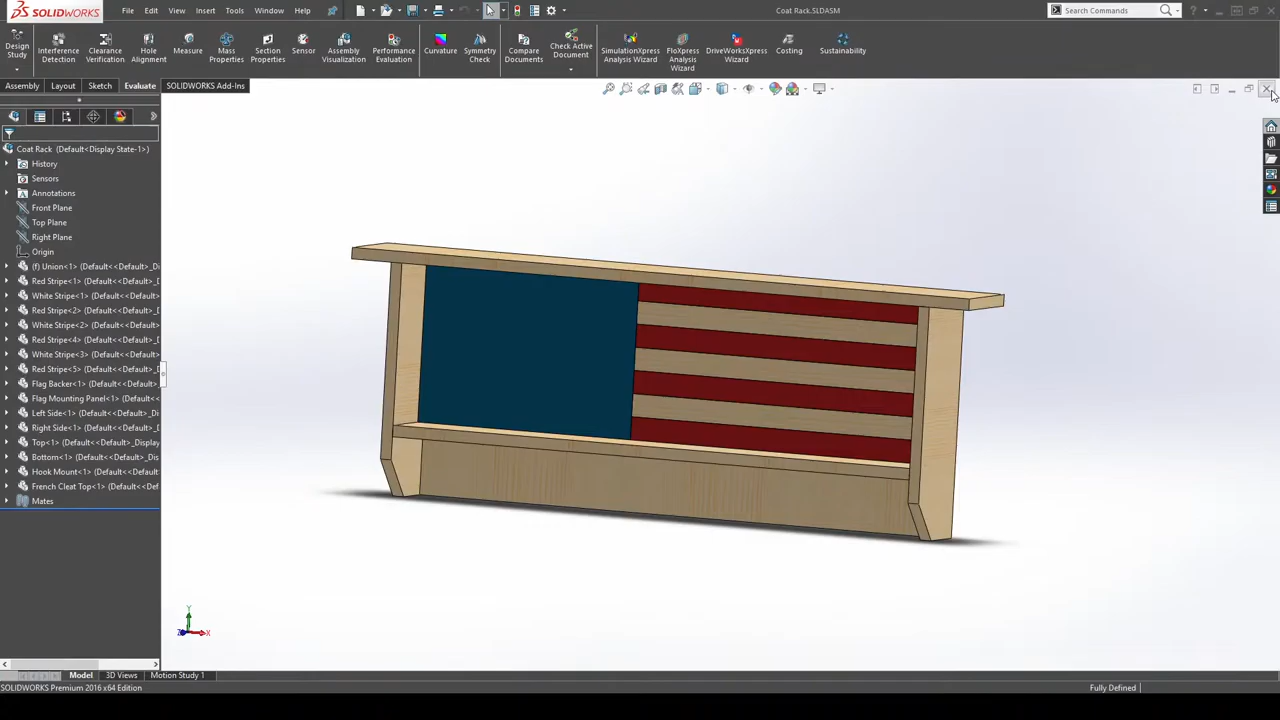 SOLIDWORKS
File Edit View Insert Tools Window Help
Coat Rack.SLDASM
Search Commands
Design Study
Interference Detection
Clearance Verification
Hole Alignment
Measure
Mass Properties
Section Properties
Sensor
Assembly Visualization
Performance Evaluation
Curvature
Symmetry Check
Compare Documents
Check Active Document
SimulationXpress Analysis Wizard
FloXpress Analysis Wizard
DriveWorksXpress Wizard
Costing
Sustainability
Assembly Layout Sketch Evaluate SOLIDWORKS Add-Ins
Coat Rack (Default<Display State-1>)
History
Sensors
Annotations
Front Plane
Top Plane
Right Plane
Origin
(f) Union<1> (Default<<Default>_Di
Red Stripe<1> (Default<<Default>_D
White Stripe<1> (Default<<Default>
Red Stripe<2> (Default<<Default>_D
White Stripe<2> (Default<<Default>
Red Stripe<4> (Default<<Default>_D
White Stripe<3> (Default<<Default>
Red Stripe<5> (Default<<Default>_D
Flag Backer<1> (Default<<Default>_
Flag Mounting Panel<1> (Default<<
Left Side<1> (Default<<Default>_Di
Right Side<1> (Default<<Default>_D
Top<1> (Default<<Default>_Display
Bottom<1> (Default<<Default>_Dis
Hook Mount<1> (Default<<Default>
French Cleat Top<1> (Default<<Def
Mates
Y
Z X
Model 3D Views Motion Study 1
SOLIDWORKS Premium 2016 x64 Edition
Fully Defined